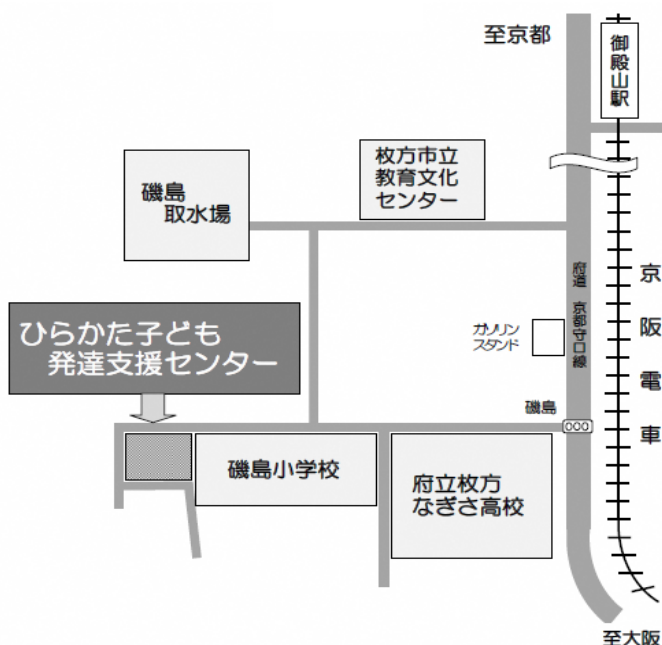 至京都
御殿山駅
枚方市立
教育文化
センター
磯島
取水場
府道 京都守口線
京阪電車
ひらかた子ども
発達支援センター
ガソリン
スタンド
磯島
磯島小学校
府立枚方
なぎさ高校
至大阪